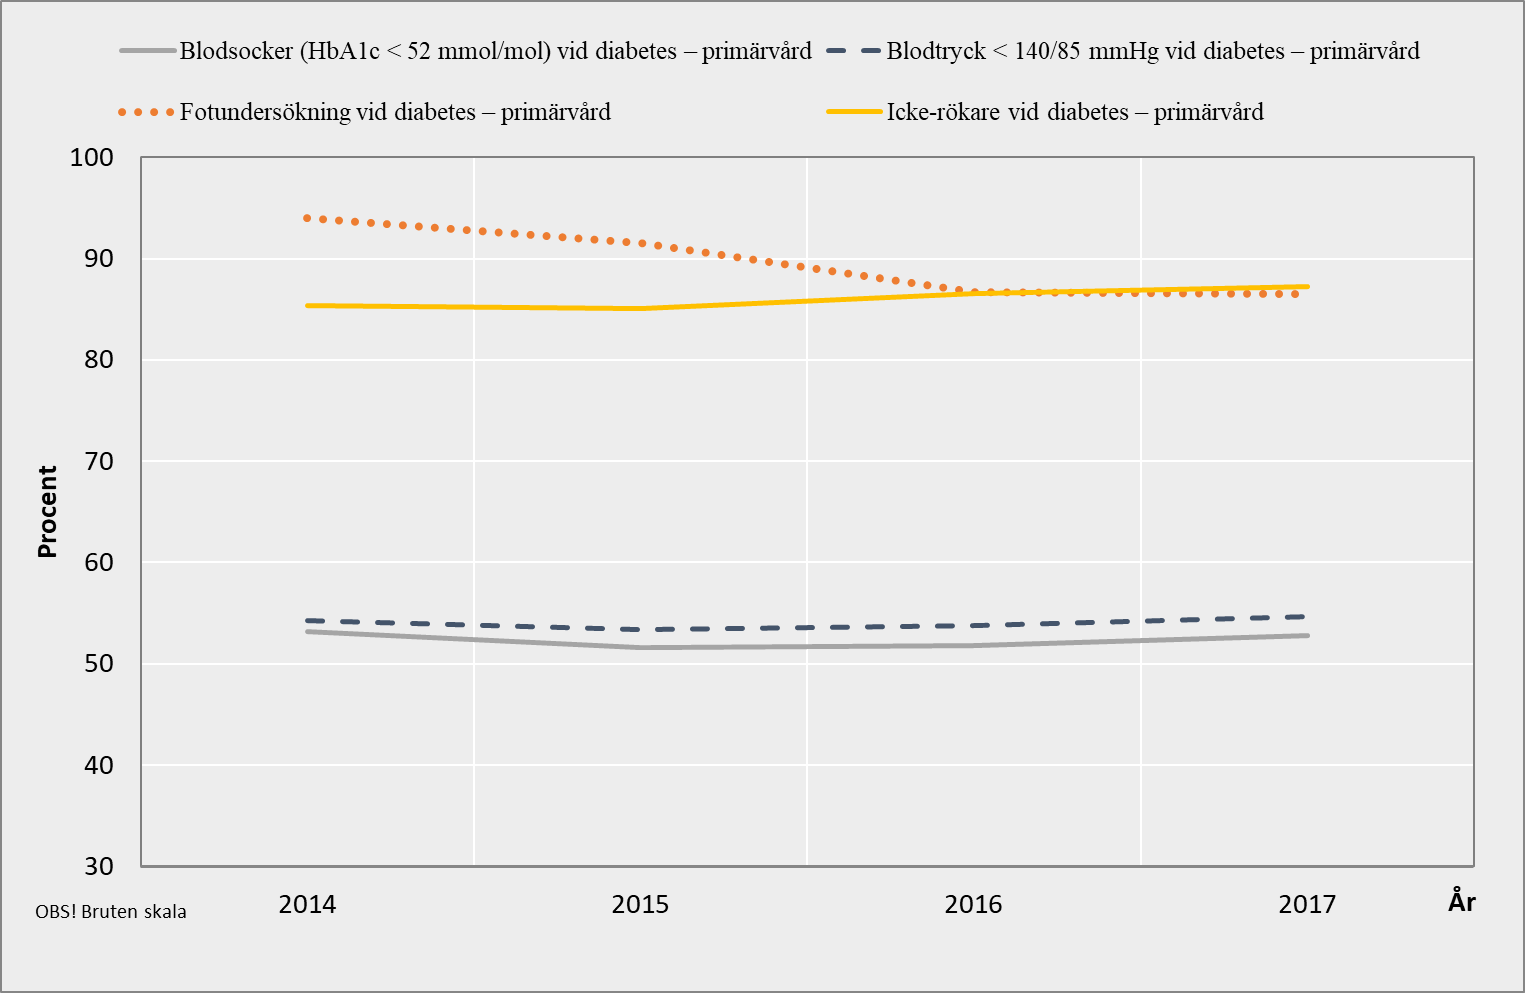 Blodsocker (HbA1c < 52 mmol/mol) vid diabetes – primärvård
Blodtryck < 140/85 mmHg vid diabetes – primärvård
Fotundersökning vid diabetes – primärvård
Icke-rökare vid diabetes – primärvård
100
90
80
70
60
50
40
30
Procent
2014
2015
2016
2017
År
OBS! Bruten skala